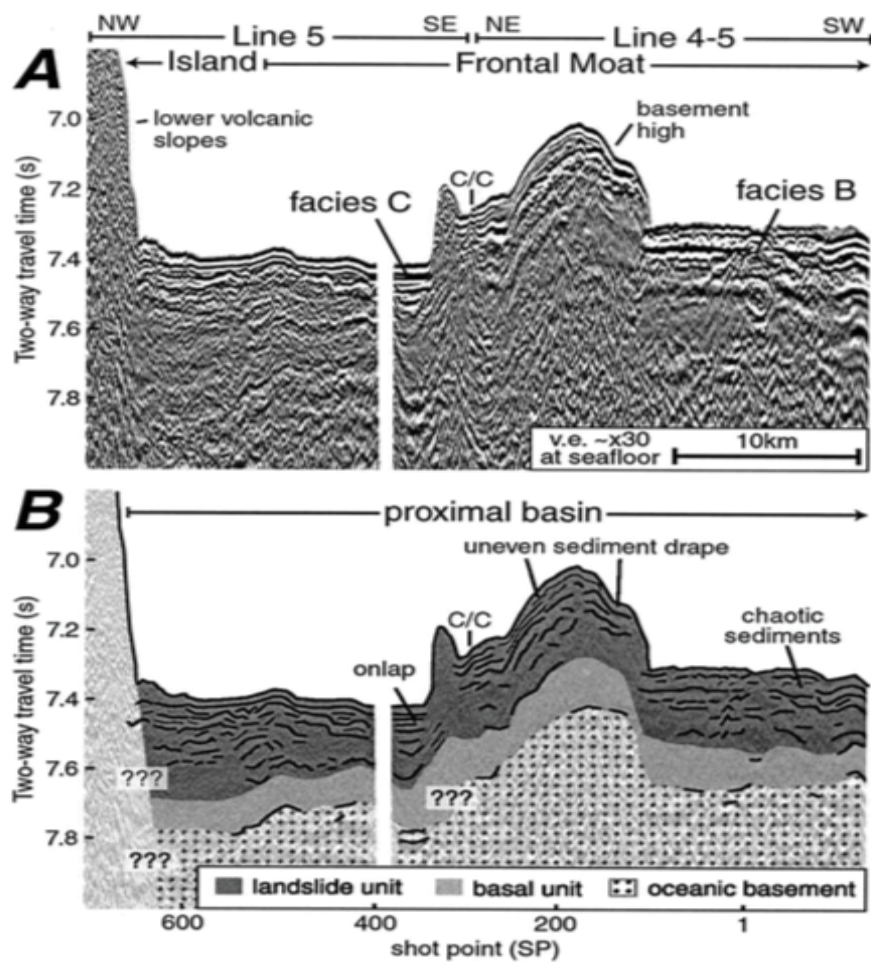 NW
Line 5
SE
NE
Line 4-5
SW
A
Island
Frontal Moat
lower volcanic
slopes
basement
high
C/C
facies C
facies B
Two-way travel time (s)
7.0
7.2
7.4
7.6
7.8
v.e. ~x30
at seafloor
10km
B
proximal basin
uneven sediment drape
C/C
chaotic
sediments
onlap
Two-way travel time (s)
7.0
7.2
7.4
7.6
7.8
???
???
???
landslide unit
basal unit
oceanic basement
600
400
200
1
shot point (SP)